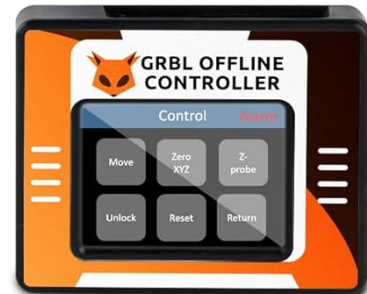 GRBL OFFLINE
CONTROLLER
Control Alarm
Move Zero
XYZ Z-
probe
Unlock Reset Return